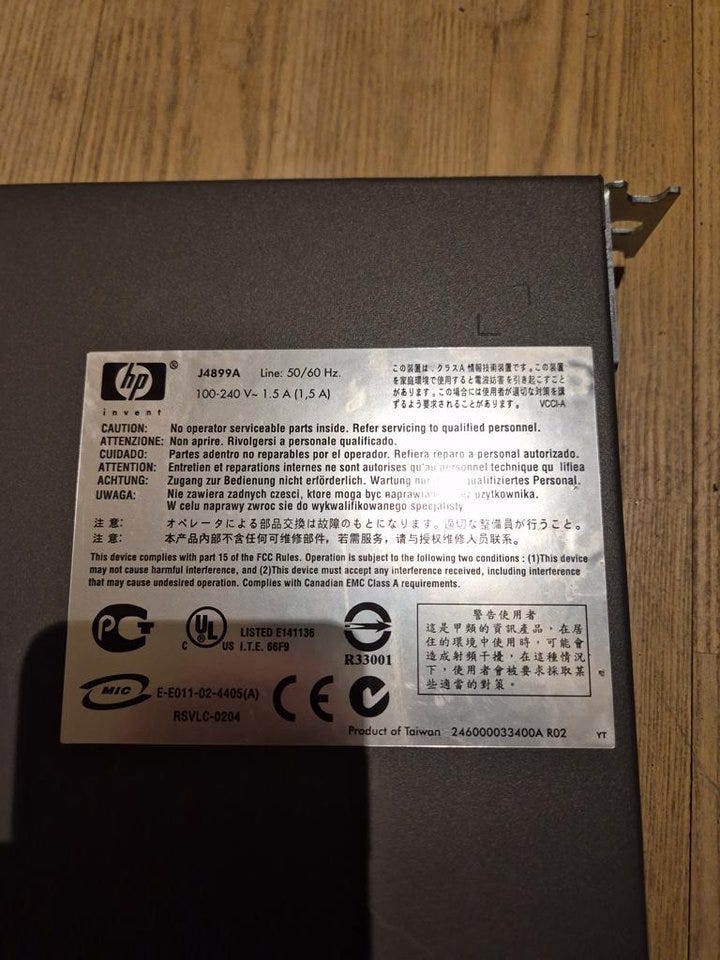 hp ®
invent
J4899A Line: 50/60 Hz.
100-240 V~ 1.5 A (1,5 A)
この装置は、クラスA 情報技術装置です。この装置
を家庭環境で使用すると電波妨害を引き起こすこと
があります。この場合には使用者が適切な対策を講
ずるよう要求されることがあります。 VCCI-A
CAUTION: No operator serviceable parts inside. Refer servicing to qualified personnel.
ATTENZIONE: Non aprire. Rivolgersi a personale qualificado.
CUIDADO: Partes adentro no reparables por el operador. Refiera reparo a personal autorizado.
ATTENTION: Entretien et reparations internes ne sont autorises personnel technique
ACHTUNG: Zugang zur Bedienung nicht erforderlich. Wartung qualifiziertes Personal.
UWAGA: Nie zawiera zadnych czesci, ktore moga byc uzytkownika.
W celu naprawy zwroc sie do wykwalifikowanego specjalisty
注意: オペレータによる部品交換は故障のもとになります。適切な整備員が行うこと。
注意: 本产品内部不含任何可维修部件，若需服务，请与授权维修人员联系。
This device complies with part 15 of the FCC Rules. Operation is subject to the following two conditions : (1)This device
may not cause harmful interference, and (2)This device must accept any interference received, including interference
that may cause undesired operation. Complies with Canadian EMC Class A requirements.
PCT
C UL US
LISTED E141136
I.T.E. 66F9
R33001
警告使用者
這是甲類的資訊產品，在居
住的環境中使用時，可能會
造成射頻干擾，在這種情況
下，使用者會被要求採取某
些適當的對策。
MIC E-E011-02-4405(A)
RSVLC-0204
CE
Product of Taiwan 246000033400A R02 YT